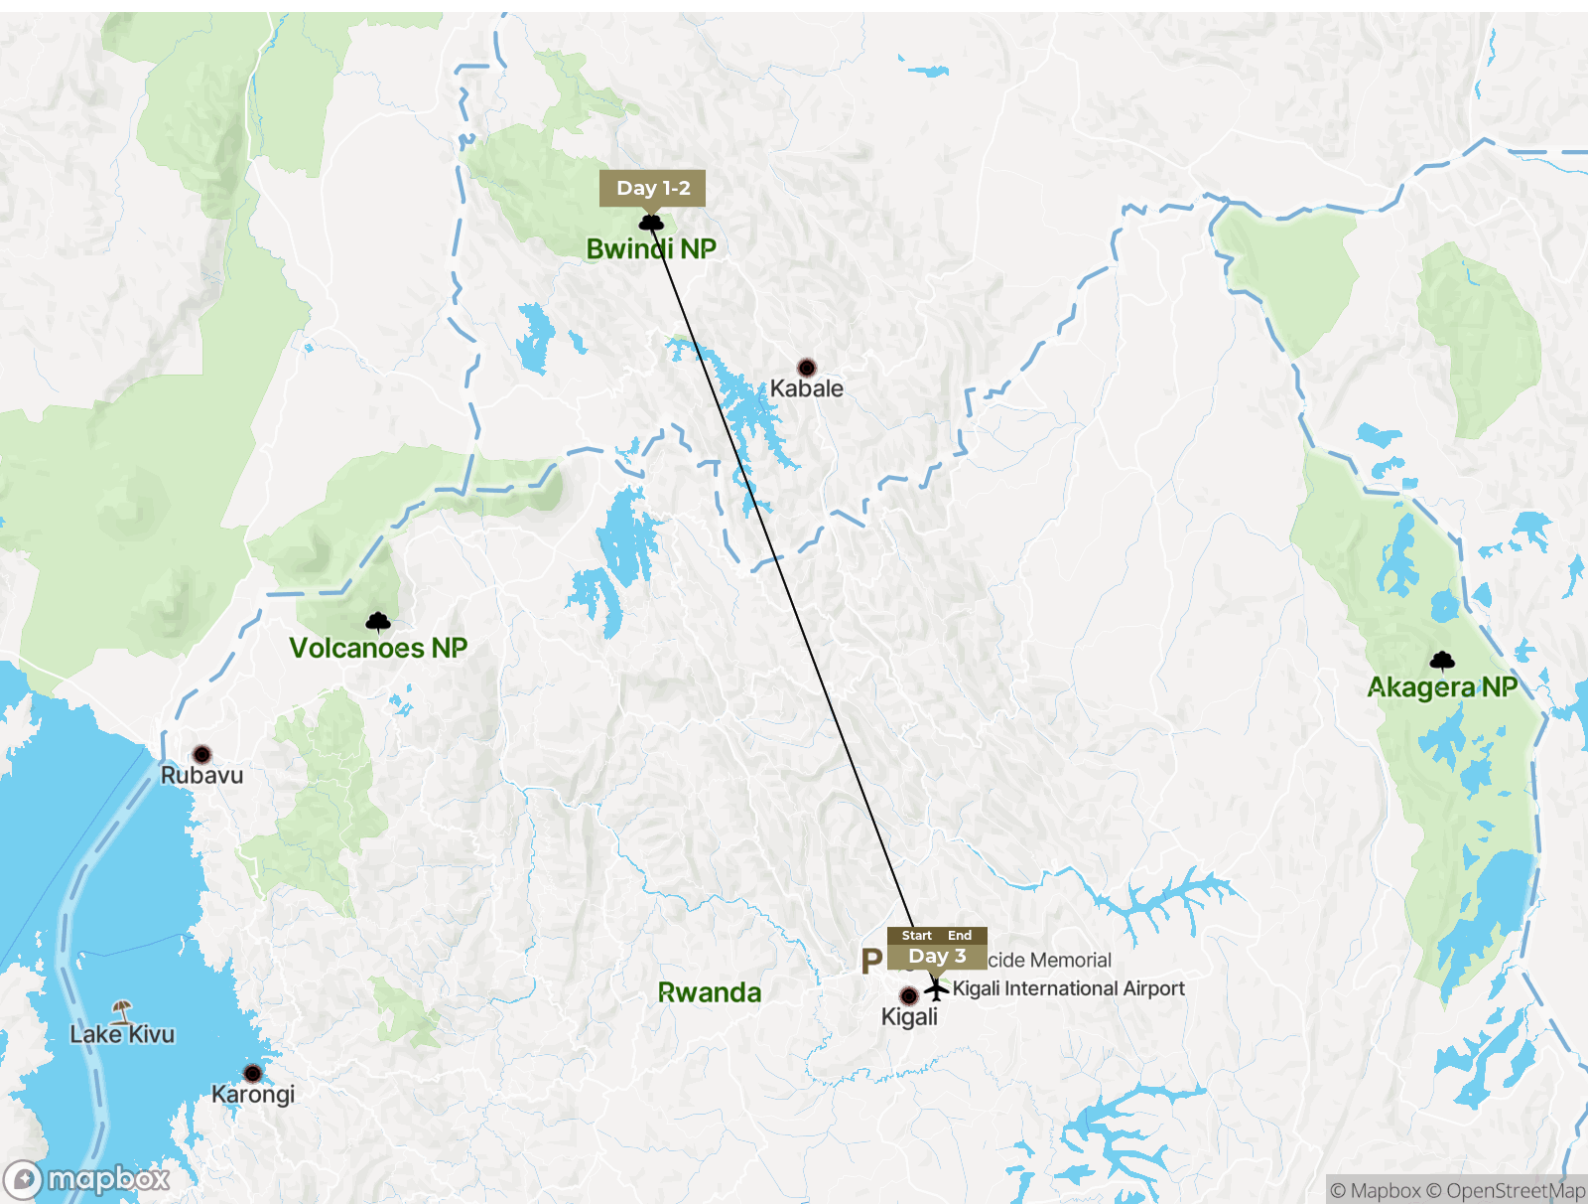 Day 1-2
Bwindi NP
Kabale
Volcanoes NP
Akagera NP
Rubavu
Start End
Day 3
P
cide Memorial
Kigali International Airport
Rwanda
Kigali
Lake Kivu
Karongi
mapbox
© Mapbox © OpenStreetMap